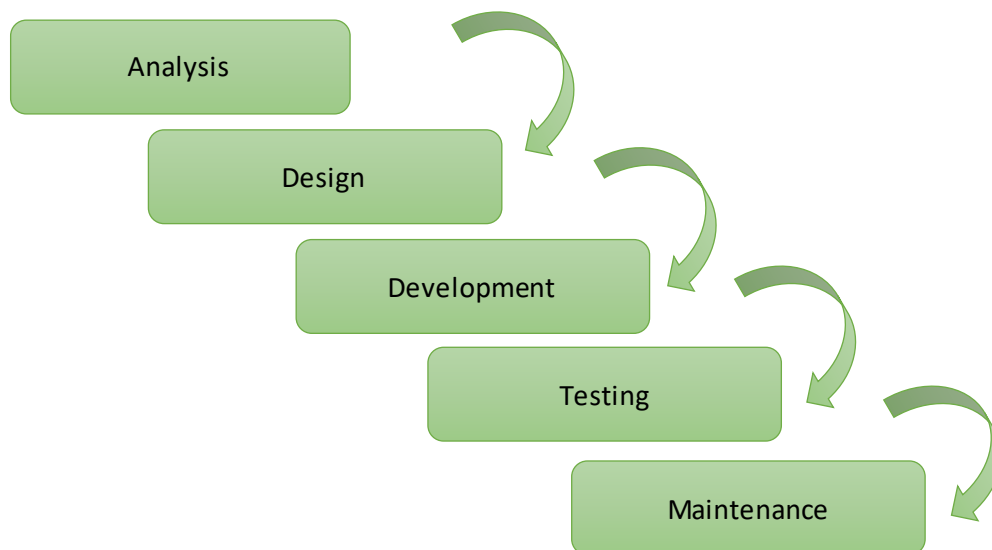 Analysis
Design
Development
Testing
Maintenance